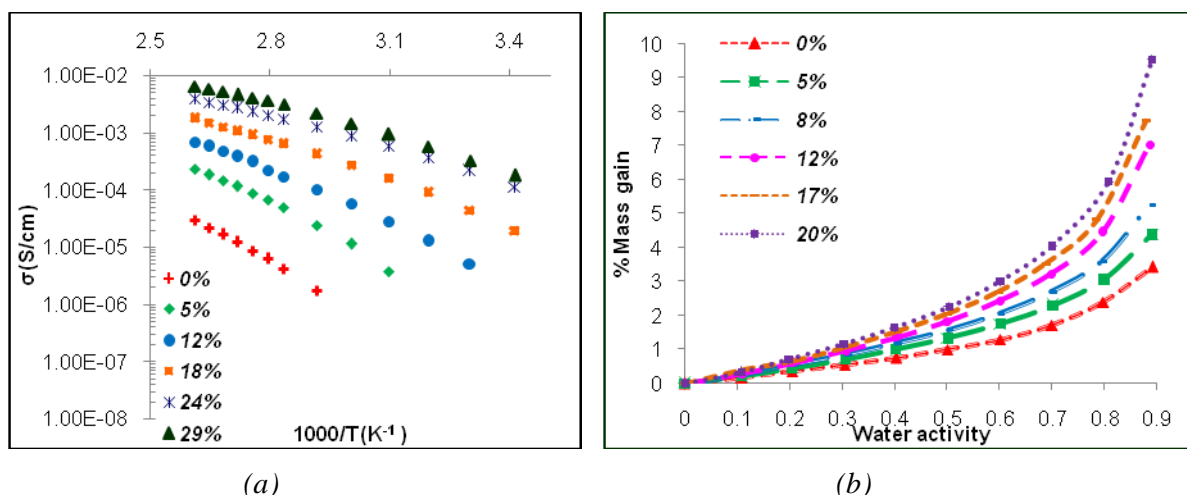 2.5 2.8 3.1 3.4
1.00E-02
1.00E-03
1.00E-04
1.00E-05
1.00E-06
1.00E-07
1.00E-08
σ(S/cm)
0%
5%
12%
18%
24%
29%
1000/T(K⁻¹)
(a)
10
9
8
7
6
5
4
3
2
1
0
% Mass gain
0%
5%
8%
12%
17%
20%
0 0.1 0.2 0.3 0.4 0.5 0.6 0.7 0.8 0.9
Water activity
(b)